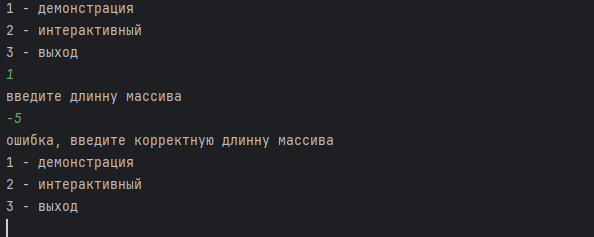 1 - демонстрация
2 - интерактивный
3 - выход
1
введите длинну массива
-5
ошибка, введите корректную длинну массива
1 - демонстрация
2 - интерактивный
3 - выход